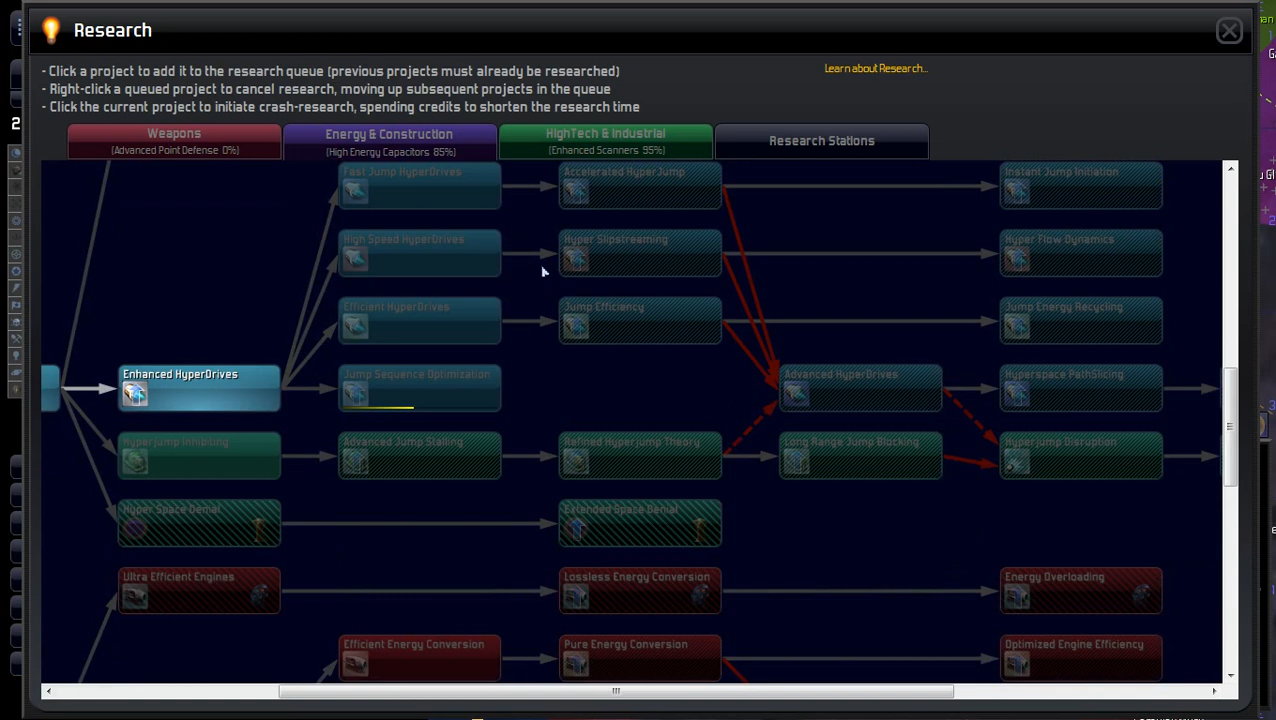 Research
- Click a project to add it to the research queue (previous projects must already be researched)
Learn about Research...
- Right-click a queued project to cancel research, moving up subsequent projects in the queue
- Click the current project to initiate crash-research, spending credits to shorten the research time
Weapons
(Advanced Point Defense 0%)
Energy & Construction
(High Energy Capacitors 85%)
HighTech & Industrial
(Enhanced Scanners 95%)
Research Stations
Fast Jump HyperDrives
Accelerated HyperJump
Instant Jump Initiation
High Speed HyperDrives
Hyper Slipstreaming
Hyper Flow Dynamics
Efficient HyperDrives
Jump Efficiency
Jump Energy Recycling
Enhanced HyperDrives
Jump Sequence Optimization
Advanced HyperDrives
Hyperspace PathSlicing
Hyperjump Inhibiting
Advanced Jump Stalling
Refined Hyperjump Theory
Long Range Jump Blocking
Hyperjump Disruption
Hyper Space Denial
Extended Space Denial
Ultra Efficient Engines
Lossless Energy Conversion
Energy Overloading
Efficient Energy Conversion
Pure Energy Conversion
Optimized Engine Efficiency